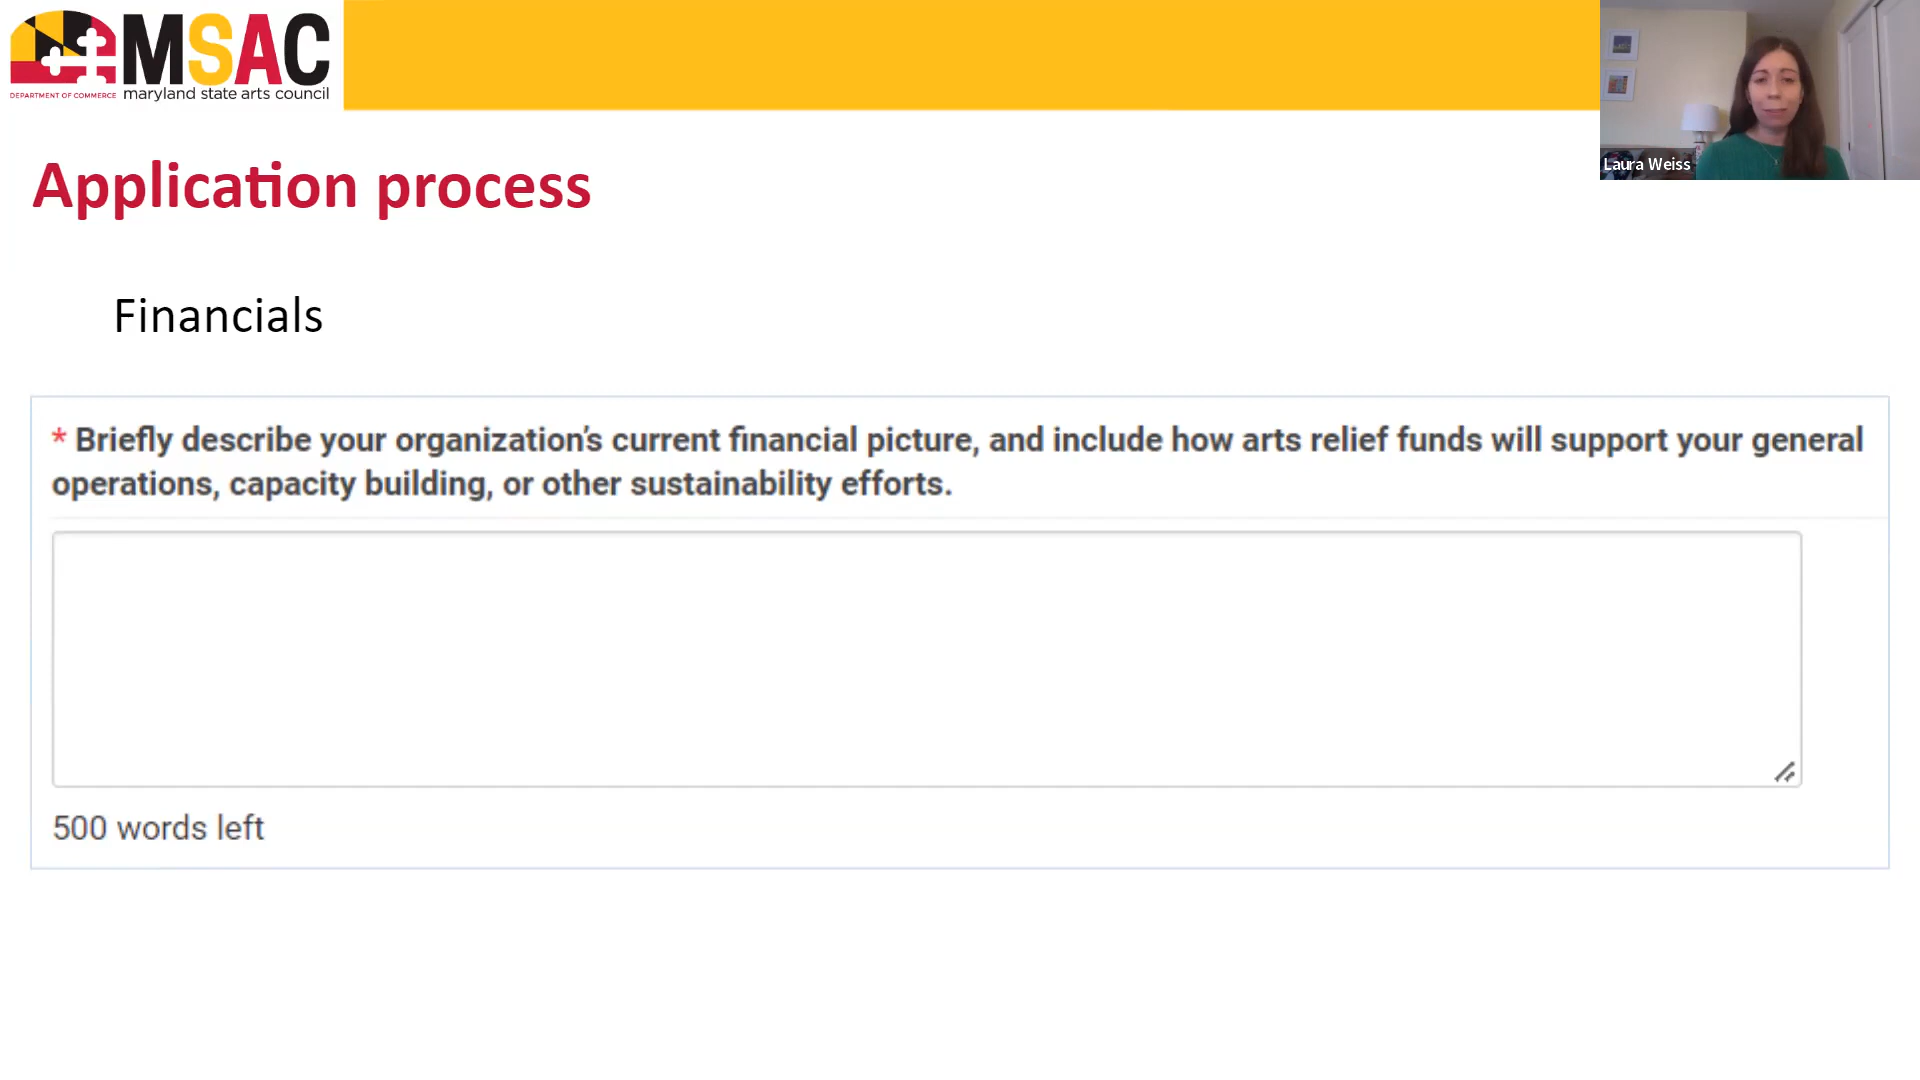 MSAC
DEPARTMENT OF COMMERCE maryland state arts council
Laura Weiss
Application process
Financials
* Briefly describe your organization's current financial picture, and include how arts relief funds will support your general
operations, capacity building, or other sustainability efforts.
500 words left